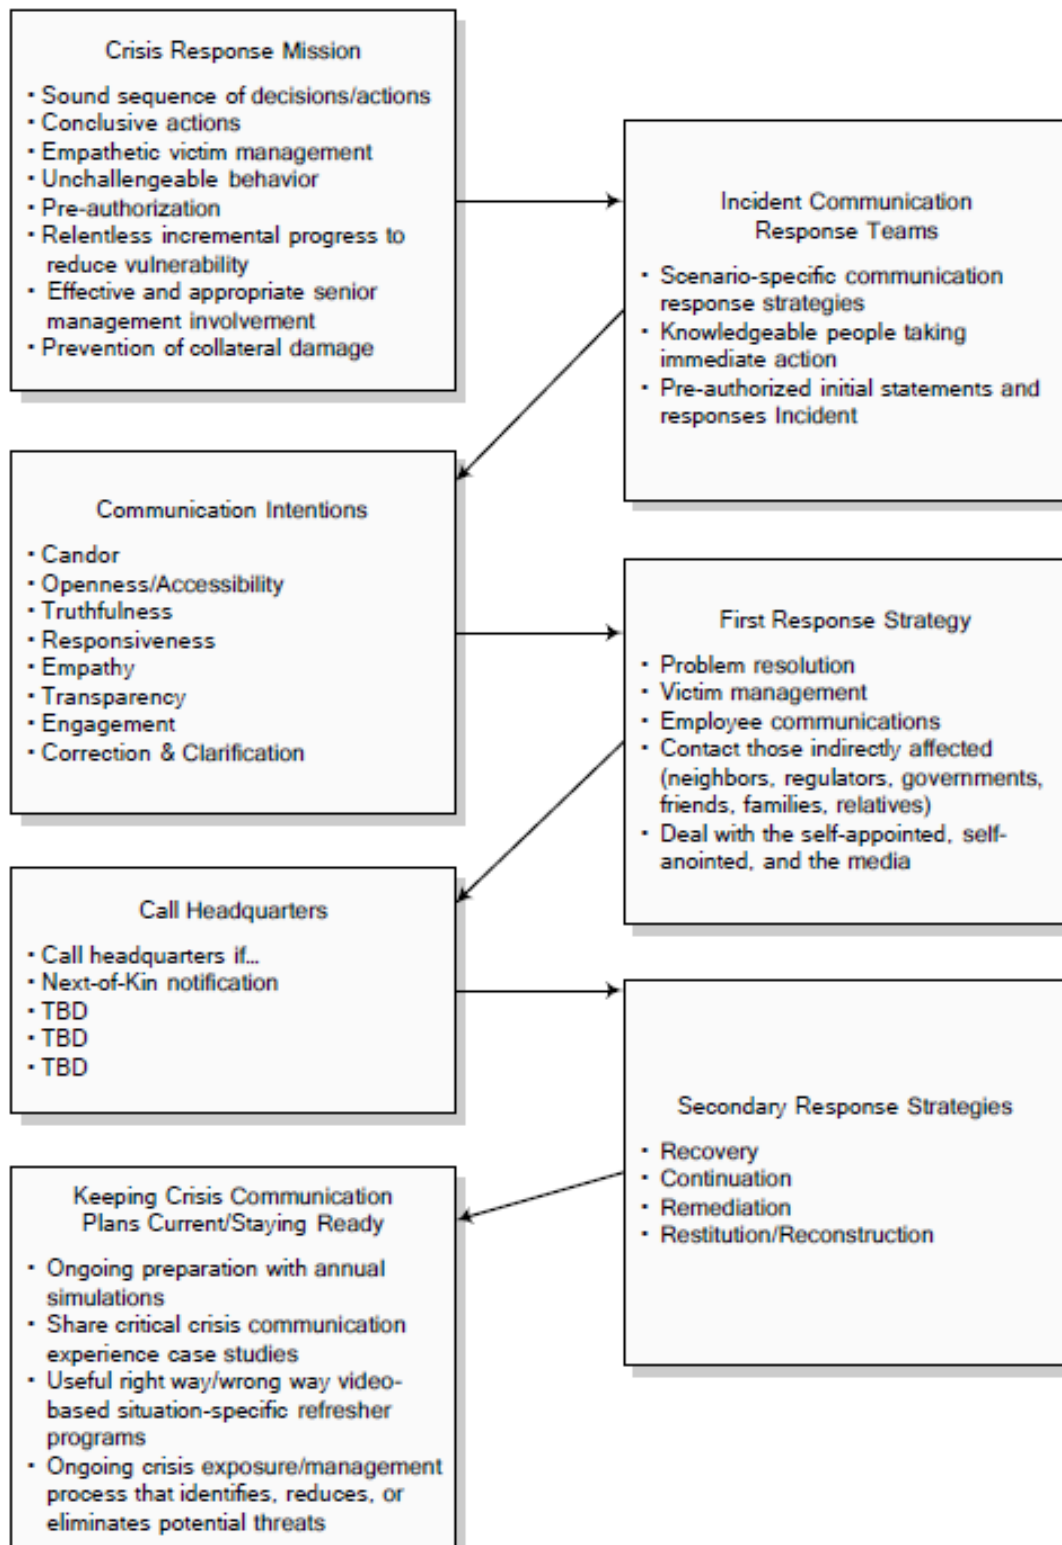 Crisis Response Mission
• Sound sequence of decisions/actions
• Conclusive actions
• Empathetic victim management
• Unchallengeable behavior
• Pre-authorization
• Relentless incremental progress to
reduce vulnerability
• Effective and appropriate senior
management involvement
• Prevention of collateral damage
Incident Communication
Response Teams
• Scenario-specific communication
response strategies
• Knowledgeable people taking
immediate action
• Pre-authorized initial statements and
responses Incident
Communication Intentions
• Candor
• Openness/Accessibility
• Truthfulness
• Responsiveness
• Empathy
• Transparency
• Engagement
• Correction & Clarification
First Response Strategy
• Problem resolution
• Victim management
• Employee communications
• Contact those indirectly affected
(neighbors, regulators, governments,
friends, families, relatives)
• Deal with the self-appointed, self-
anointed, and the media
Call Headquarters
• Call headquarters if...
• Next-of-Kin notification
• TBD
• TBD
• TBD
Secondary Response Strategies
• Recovery
• Continuation
• Remediation
• Restitution/Reconstruction
Keeping Crisis Communication
Plans Current/Staying Ready
• Ongoing preparation with annual
simulations
• Share critical crisis communication
experience case studies
• Useful right way/wrong way video-
based situation-specific refresher
programs
• Ongoing crisis exposure/management
process that identifies, reduces, or
eliminates potential threats